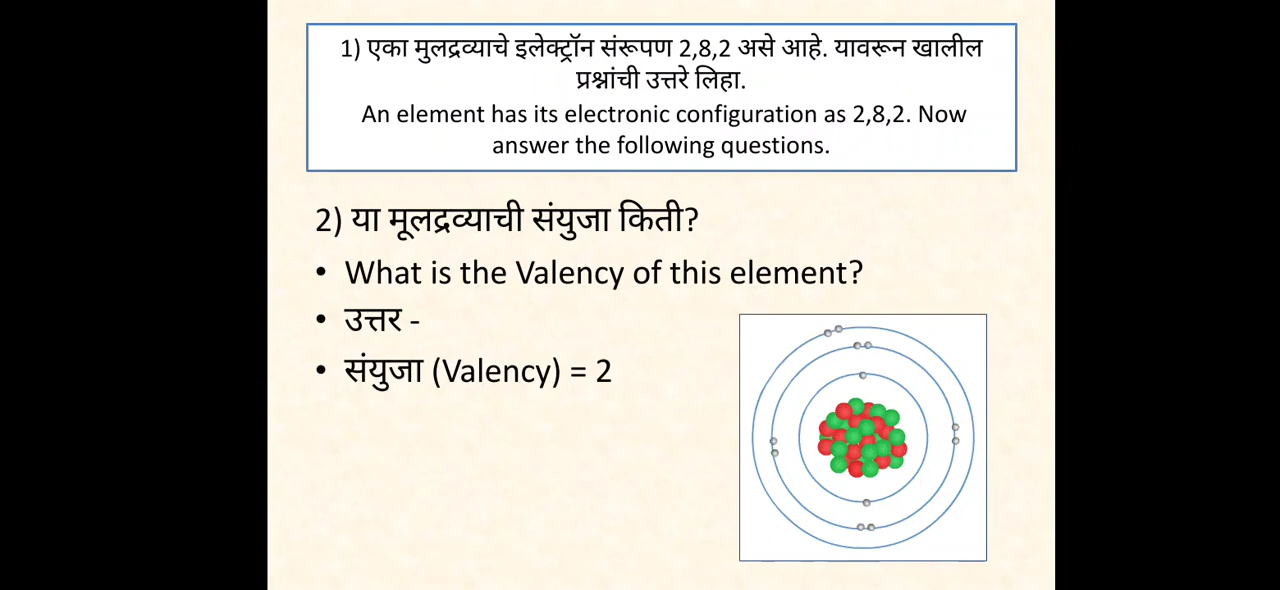 1) एका मुलद्रव्याचे इलेक्ट्रॉन संरूपण 2,8,2 असे आहे. यावरून खालील
प्रश्नांची उत्तरे लिहा.
An element has its electronic configuration as 2,8,2. Now
answer the following questions.
2) या मूलद्रव्याची संयुजा किती?
• What is the Valency of this element?
• उत्तर -
• संयुजा (Valency) = 2